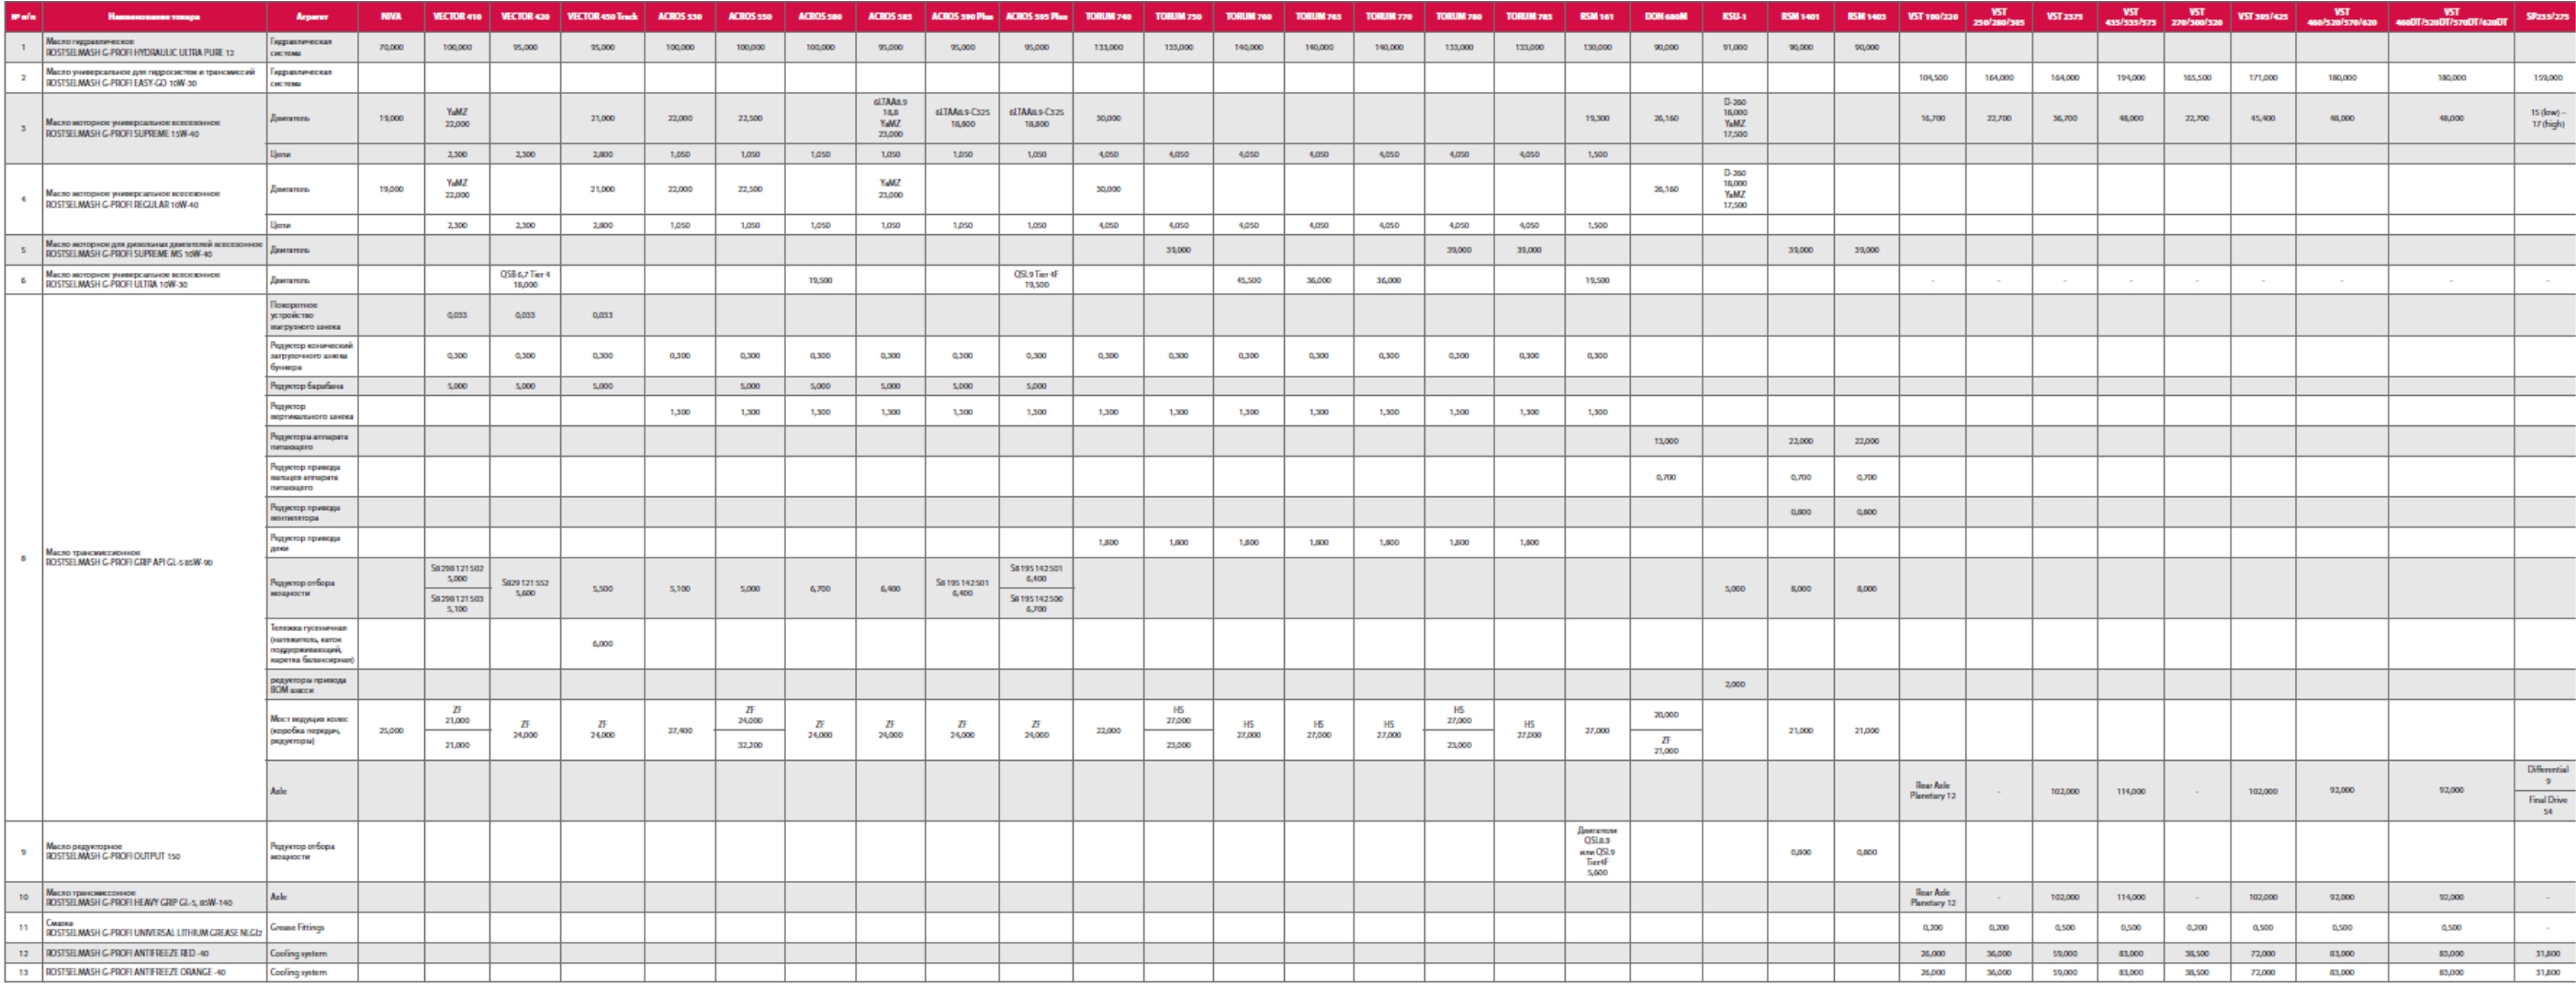 № п/п Наименование товара Агрегат NIVA VECTOR 410 VECTOR 420 VECTOR 450 Track ACROS 530 ACROS 550 ACROS 580 ACROS 585 ACROS 590 Plus ACROS 595 Plus TORUM 740 TORUM 750 TORUM 760 TORUM 765 TORUM 770 TORUM 780 TORUM 785 RSM 161 DON 680M KSU-1 RSM 1401 RSM 1403 VST 190/220 VST 250/280/305 VST 2375 VST 435/535/575 VST 270/300/320 VST 395/425 VST 460/520/570/620 VST 460DT/520DT/570DT/620DT SP235/275
1 Масло гидравлическое
ROSTSELMASH G-PROFI HYDRAULIC ULTRA PURE 12
Гидравлическая система
70,000 100,000 95,000 95,000 100,000 100,000 100,000 95,000 95,000 95,000 133,000 133,000 140,000 140,000 140,000 133,000 133,000 130,000 90,000 91,000 90,000 90,000
2 Масло универсальное для гидросистем и трансмиссий
ROSTSELMASH G-PROFI EASY-GO 10W-30
Гидравлическая система
104,500 164,000 164,000 194,000 165,500 171,000 180,000 180,000 159,000
3 Масло моторное универсальное всесезонное
ROSTSELMASH G-PROFI SUPREME 15W-40
Двигатель 19,000 YaMZ 22,000 21,000 22,000 22,500 6LTAA8.9 18,8 YaMZ 23,000 6LTAA8.9-C325 18,800 6LTAA8.9-C325 18,800 30,000 19,300 26,160 D-260 18,000 YaMZ 17,500 16,700 22,700 36,700 48,000 22,700 45,400 48,000 48,000 15 (low) – 17 (high)
Цепи 2,300 2,300 2,800 1,050 1,050 1,050 1,050 1,050 1,050 4,050 4,050 4,050 4,050 4,050 4,050 4,050 1,500
4 Масло моторное универсальное всесезонное
ROSTSELMASH G-PROFI REGULAR 10W-40
Двигатель 19,000 YaMZ 22,000 21,000 22,000 22,500 YaMZ 23,000 30,000 26,160 D-260 18,000 YaMZ 17,500
Цепи 2,300 2,300 2,800 1,050 1,050 1,050 1,050 1,050 1,050 4,050 4,050 4,050 4,050 4,050 4,050 4,050 1,500
5 Масло моторное для дизельных двигателей всесезонное
ROSTSELMASH G-PROFI SUPREME MS 10W-40
Двигатель 39,000 39,000 39,000 39,000 39,000
6 Масло моторное универсальное всесезонное
ROSTSELMASH G-PROFI ULTRA 10W-30
Двигатель QSB 6,7 Tier 4 18,000 19,500 QSL9 Tier 4F 19,500 45,500 36,000 36,000 19,500 - - - - - - - - -
8 Масло трансмиссионное
ROSTSELMASH G-PROFI GRIP API GL-5 85W-90
Поворотное устройство выгрузного шнека 0,033 0,033 0,033
Редуктор конический загрузочного шнека бункера 0,300 0,300 0,300 0,300 0,300 0,300 0,300 0,300 0,300 0,300 0,300 0,300 0,300 0,300 0,300 0,300 0,300
Редуктор барабана 5,000 5,000 5,000 5,000 5,000 5,000 5,000 5,000
Редуктор вертикального шнека 1,300 1,300 1,300 1,300 1,300 1,300 1,300 1,300 1,300 1,300 1,300 1,300 1,300 1,300
Редукторы аппарата питающего 13,000 22,000 22,000
Редуктор привода вальцев аппарата питающего 0,700 0,700 0,700
Редуктор привода вентилятора 0,800 0,800
Редуктор привода деки 1,800 1,800 1,800 1,800 1,800 1,800 1,800
Редуктор отбора мощности
58298121502 5,000
58298121503 5,100
5829 121 552 5,600 5,500 5,100 5,000 6,700 6,400 58 195 142501 6,400
58 195 142501 6,400
58 195 142500 6,700
5,000 8,000 8,000
Тележка гусеничная (натяжитель, каток поддерживающий, каретка балансирная) 6,000
редукторы привода ВОМ шасси 2,000
Мост ведущих колес (коробка передач, редукторы) 25,000
ZF 21,000
21,000
ZF 24,000 ZF 24,000 27,400
ZF 24,000
32,200
ZF 24,000 ZF 24,000 ZF 24,000 ZF 24,000 22,000
HS 27,000
23,000
HS 27,000 HS 27,000 HS 27,000
HS 27,000
23,000
HS 27,000 27,000
20,000
ZF 21,000
21,000 21,000
Axle Rear Axle Planetary 12 - 102,000 114,000 - 102,000 92,000 92,000
Differential 9
Final Drive 54
9 Масло редукторное
ROSTSELMASH G-PROFI OUTPUT 150
Редуктор отбора мощности
Двигатели QSL8.9 или QSL9 Tier4F 5,600 0,800 0,800
10 Масло трансмиссонное
ROSTSELMASH G-PROFI HEAVY GRIP GL-5, 85W-140
Axle Rear Axle Planetary 12 - 102,000 114,000 - 102,000 92,000 92,000 -
11 Смазка
ROSTSELMASH G-PROFI UNIVERSAL LITHIUM GREASE NLGI2
Grease Fittings 0,200 0,200 0,500 0,500 0,200 0,500 0,500 0,500 -
12 ROSTSELMASH G-PROFI ANTIFREEZE RED -40 Cooling system 26,000 36,000 59,000 83,000 38,500 72,000 83,000 83,000 31,800
13 ROSTSELMASH G-PROFI ANTIFREEZE ORANGE -40 Cooling system 26,000 36,000 59,000 83,000 38,500 72,000 83,000 83,000 31,800